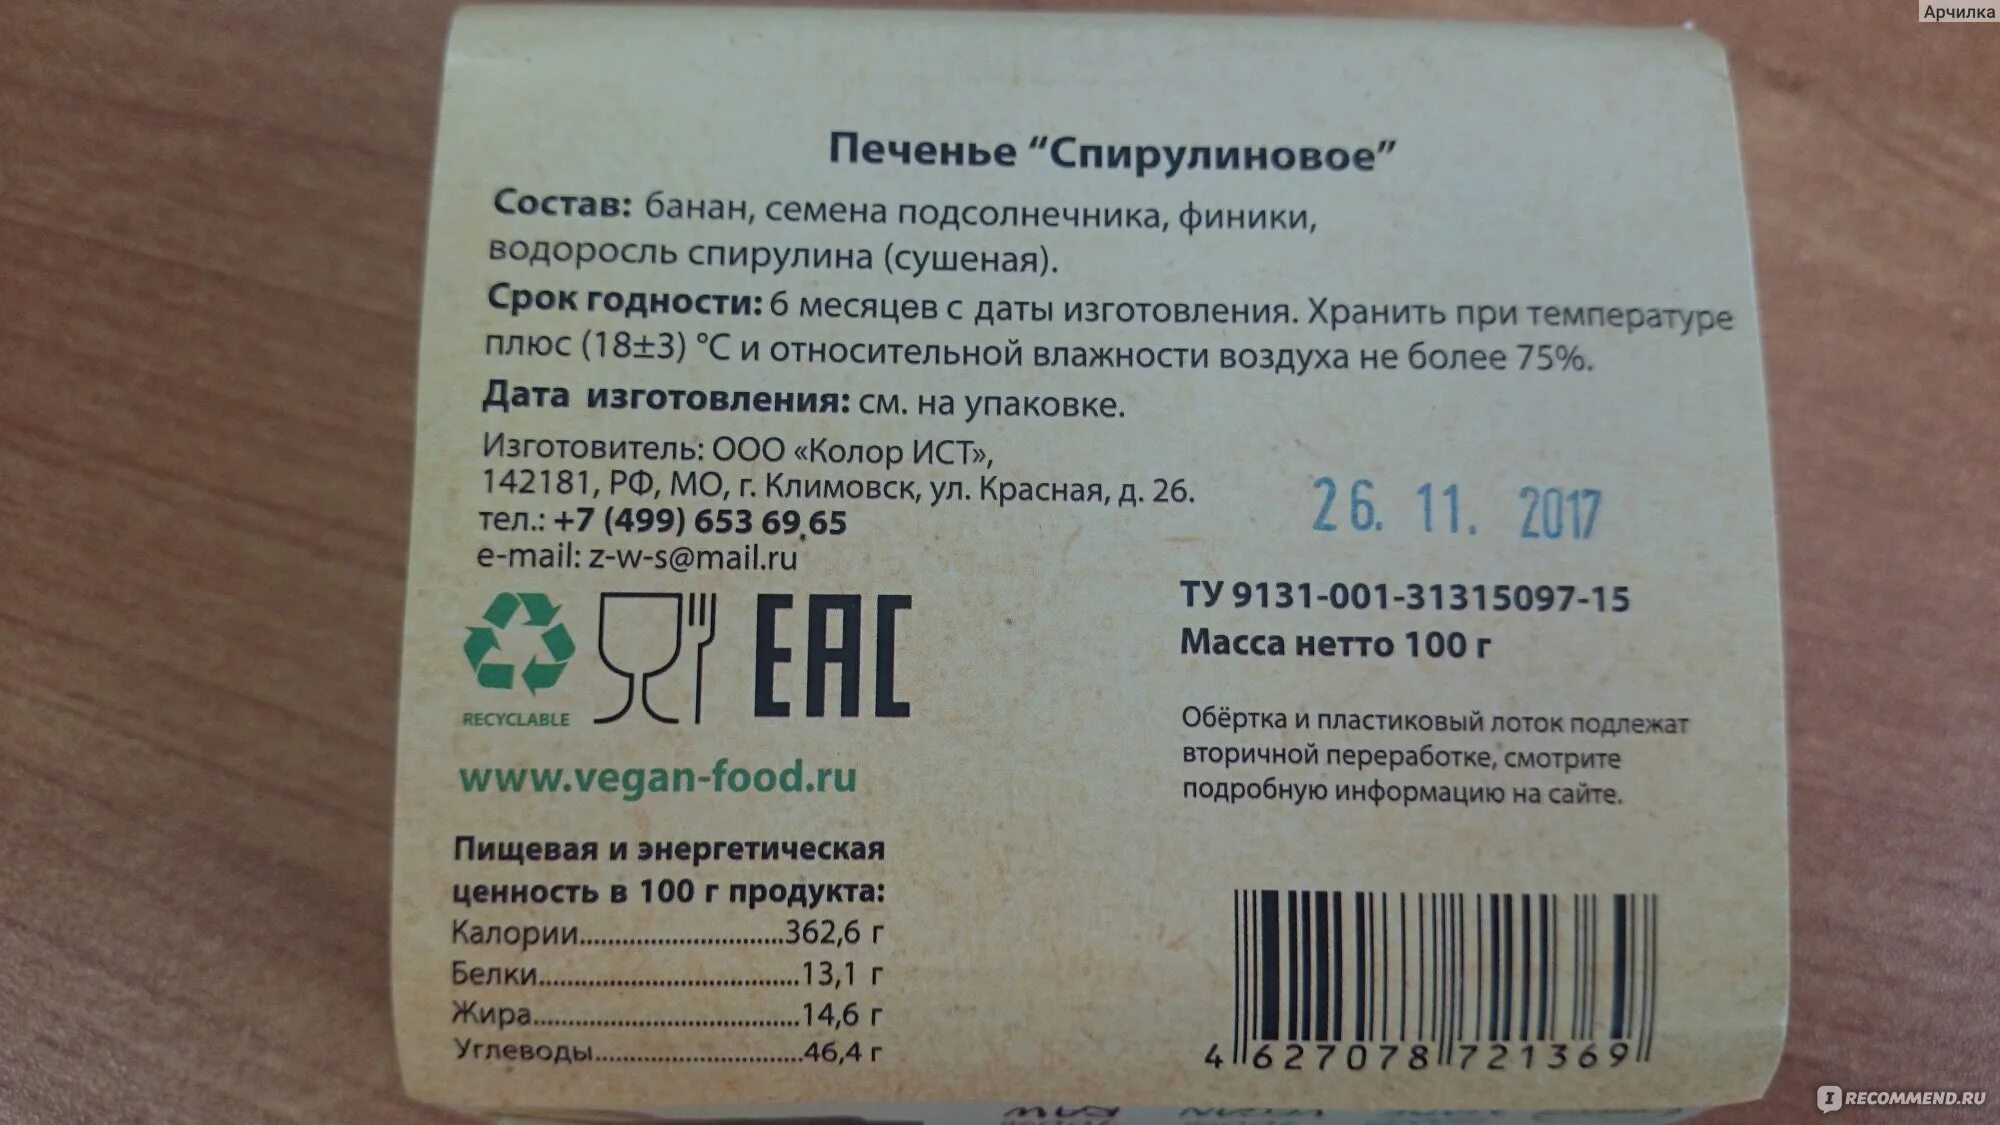 Арчилка
Печенье "Спирулиновое"
Состав: банан, семена подсолнечника, финики,
водоросль спирулина (сушеная).
Срок годности: 6 месяцев с даты изготовления. Хранить при температуре
плюс (18±3) °С и относительной влажности воздуха не более 75%.
Дата изготовления: см. на упаковке.
Изготовитель: ООО «Колор ИСТ»,
142181, РФ, МО, г. Климовск, ул. Красная, д. 26.
тел.: +7 (499) 653 69 65
e-mail: z-w-s@mail.ru
26. 11. 2017
ТУ 9131-001-31315097-15
Масса нетто 100 г
RECYCLABLE
EAC
www.vegan-food.ru
Обёртка и пластиковый лоток подлежат
вторичной переработке, смотрите
подробную информацию на сайте.
Пищевая и энергетическая
ценность в 100 г продукта:
Калории..............................362,6 г
Белки......................................13,1 г
Жира.......................................14,6 г
Углеводы..............................46,4 г
4 627078 721369
IRECOMMEND.RU